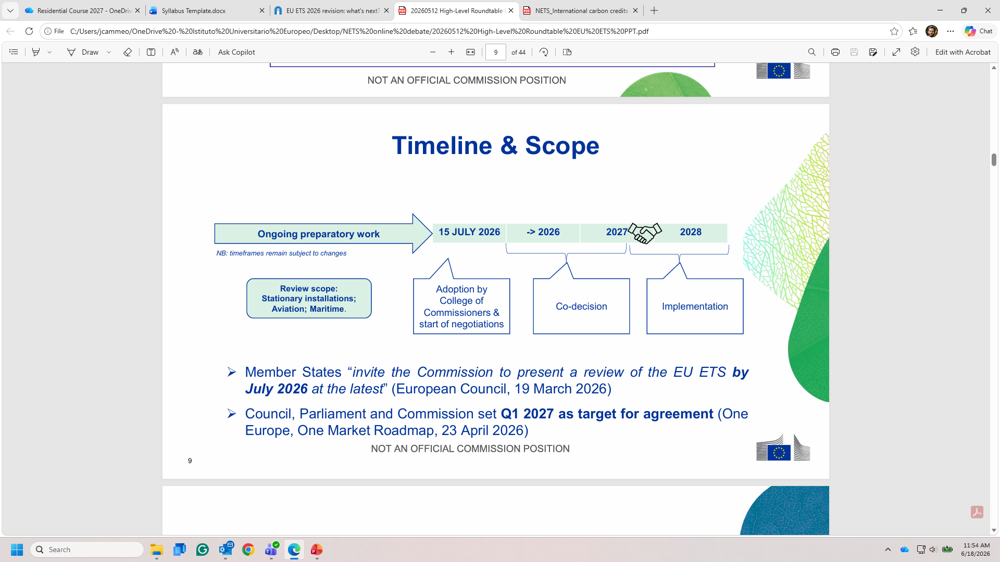 Residential Course 2027 - OneDriv
Syllabus Template.docx
EU ETS 2026 revision: what's next?
20260512 High-Level Roundtable
NETS_International carbon credits
File
C:/Users/jcammeo/OneDrive%20-%20Istituto%20Universitario%20Europeo/Desktop/NETS%20online%20debate/20260512%20High-Level%20Roundtable%20EU%20ETS%20PPT.pdf
Chat
Draw
Ask Copilot
9
of 44
Edit with Acrobat
NOT AN OFFICIAL COMMISSION POSITION
Timeline & Scope
Ongoing preparatory work
15 JULY 2026
-> 2026
2027
2028
NB: timeframes remain subject to changes
Review scope:
Stationary installations;
Aviation; Maritime.
Adoption by
College of
Commissioners &
start of negotiations
Co-decision
Implementation
➢ Member States “invite the Commission to present a review of the EU ETS by
July 2026 at the latest” (European Council, 19 March 2026)
➢ Council, Parliament and Commission set Q1 2027 as target for agreement (One
Europe, One Market Roadmap, 23 April 2026)
NOT AN OFFICIAL COMMISSION POSITION
9
Search
11:54 AM
6/18/2026